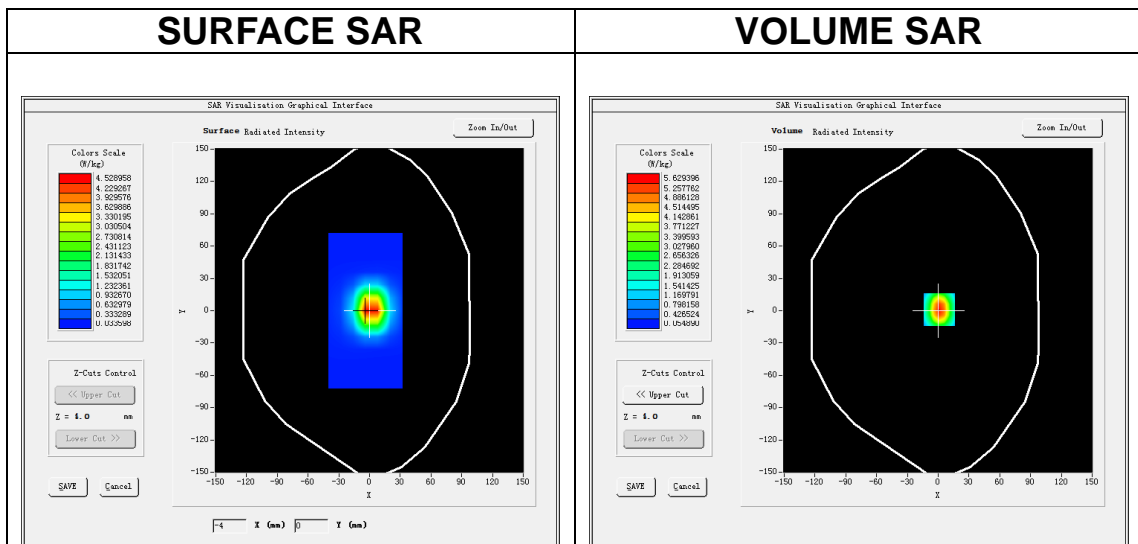 SURFACE SAR
VOLUME SAR
SAR Visualisation Graphical Interface
Surface Radiated Intensity
Zoom In/Out
Colors Scale
(W/kg)
4.528958
4.229267
3.929576
3.629886
3.330195
3.030504
2.730814
2.431123
2.131433
1.831742
1.532051
1.232361
0.932670
0.632979
0.333289
0.033598
150
120
90
60
30
0
-30
-60
-90
-120
-150
Y
-150 -120 -90 -60 -30 0 30 60 90 120 150
X
Z-Cuts Control
<< Upper Cut
Z = 4.0 mm
Lower Cut >>
SAVE Cancel
-4 X (mm) 0 Y (mm)
SAR Visualisation Graphical Interface
Volume Radiated Intensity
Zoom In/Out
Colors Scale
(W/kg)
5.629396
5.257762
4.886128
4.514495
4.142861
3.771227
3.399593
3.027960
2.656326
2.284692
1.913059
1.541425
1.169791
0.798158
0.426524
0.054890
150
120
90
60
30
0
-30
-60
-90
-120
-150
Y
-150 -120 -90 -60 -30 0 30 60 90 120 150
X
Z-Cuts Control
<< Upper Cut
Z = 4.0 mm
Lower Cut >>
SAVE Cancel